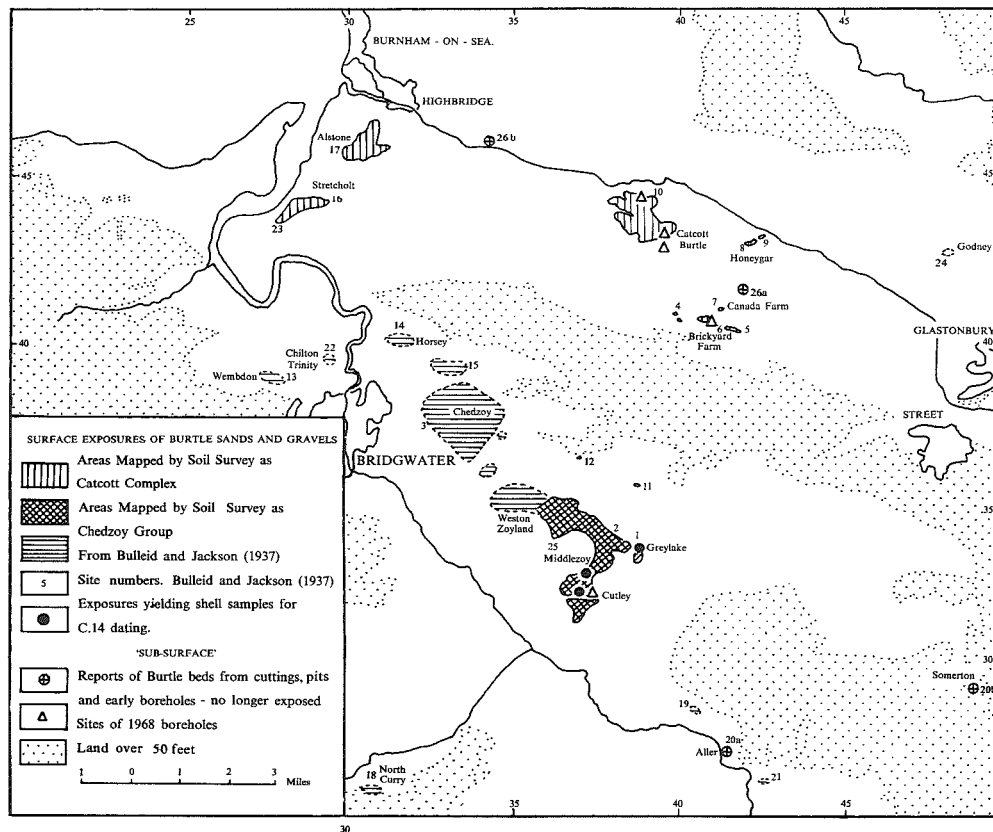 25 30 35 40 45
BURNHAM - ON - SEA.
HIGHBRIDGE
Alstone
17
26b
45
45
Stretcholt
16
23
10
Catcott
Burtle
8 9
Honeygar
Godney
24
26a
7
Canada Farm
4
6 5
Brickyard
Farm
14
Horsey
GLASTONBURY
40
40
22
Chilton
Trinity
15
Wembdon 13
Chedzoy
3
STREET
BRIDGWATER
12
11
35
Weston
Zoyland
2 1
25
Greylake
Middlezoy
Cutley
30
Somerton
20b
19
20a
Aller
21
18 North
Curry
30 35 40 45
SURFACE EXPOSURES OF BURTLE SANDS AND GRAVELS
Areas Mapped by Soil Survey as
Catcott Complex
Areas Mapped by Soil Survey as
Chedzoy Group
From Bulleid and Jackson (1937)
5 Site numbers. Bulleid and Jackson (1937)
Exposures yielding shell samples for
C.14 dating.
'SUB-SURFACE'
Reports of Burtle beds from cuttings, pits
and early boreholes - no longer exposed
Sites of 1968 boreholes
Land over 50 feet
1 0 1 2 3 Miles